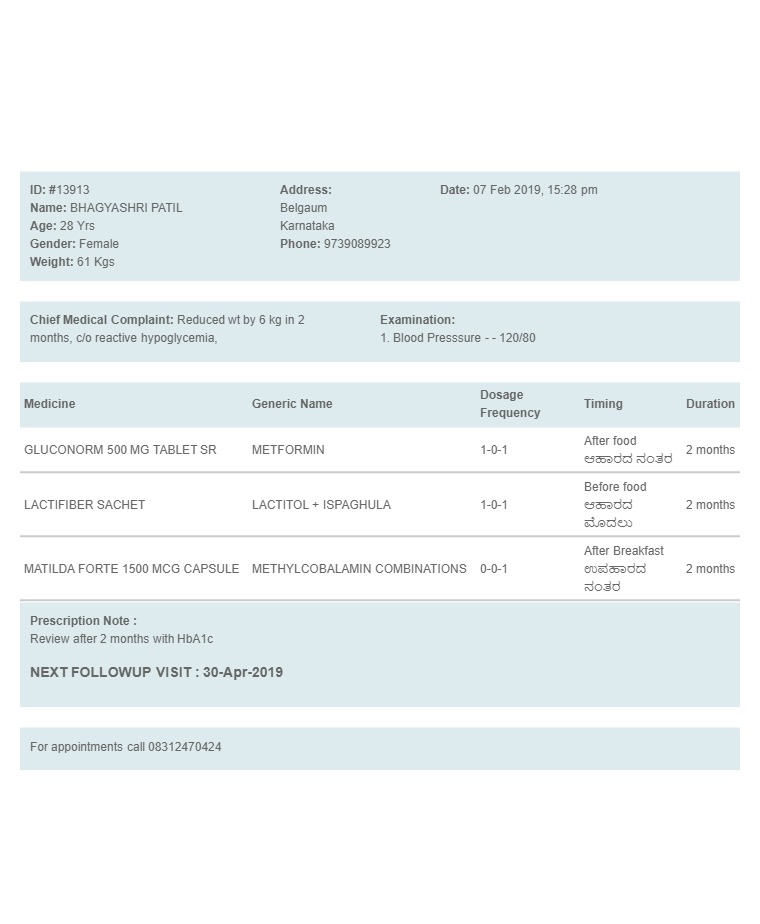 ID: #13913
Name: BHAGYASHRI PATIL
Age: 28 Yrs
Gender: Female
Weight: 61 Kgs
Address:
Belgaum
Karnataka
Phone: 9739089923
Date: 07 Feb 2019, 15:28 pm
Chief Medical Complaint: Reduced wt by 6 kg in 2
months, c/o reactive hypoglycemia,
Examination:
1. Blood Presssure - - 120/80
Medicine Generic Name Dosage Frequency Timing Duration
GLUCONORM 500 MG TABLET SR METFORMIN 1-0-1 After food 2 months
ಆಹಾರದ ನಂತರ
LACTIFIBER SACHET LACTITOL + ISPAGHULA 1-0-1 Before food 2 months
ಆಹಾರದ
ಮೊದಲು
MATILDA FORTE 1500 MCG CAPSULE METHYLCOBALAMIN COMBINATIONS 0-0-1 After Breakfast 2 months
ಉಪಹಾರದ
ನಂತರ
Prescription Note :
Review after 2 months with HbA1c
NEXT FOLLOWUP VISIT : 30-Apr-2019
For appointments call 08312470424